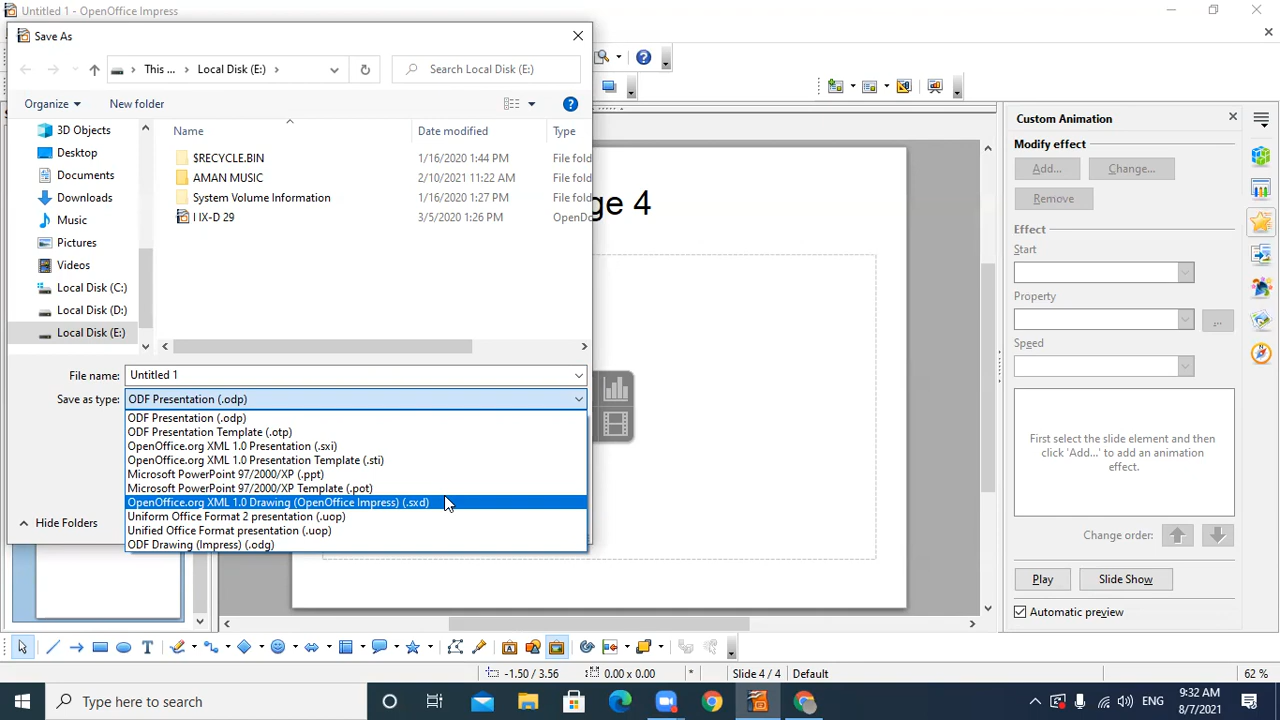 Untitled 1 - OpenOffice Impress
Save As
This ...
Local Disk (E:)
Search Local Disk (E:)
Organize
New folder
3D Objects
Desktop
Documents
Downloads
Music
Pictures
Videos
Local Disk (C:)
Local Disk (D:)
Local Disk (E:)
Name
Date modified
Type
$RECYCLE.BIN
1/16/2020 1:44 PM
File fold
AMAN MUSIC
2/10/2021 11:22 AM
File fold
System Volume Information
1/16/2020 1:27 PM
File fold
I IX-D 29
3/5/2020 1:26 PM
OpenDo
File name:
Untitled 1
Save as type:
ODF Presentation (.odp)
ODF Presentation (.odp)
ODF Presentation Template (.otp)
OpenOffice.org XML 1.0 Presentation (.sxi)
OpenOffice.org XML 1.0 Presentation Template (.sti)
Microsoft PowerPoint 97/2000/XP (.ppt)
Microsoft PowerPoint 97/2000/XP Template (.pot)
OpenOffice.org XML 1.0 Drawing (OpenOffice Impress) (.sxd)
Uniform Office Format 2 presentation (.uop)
Unified Office Format presentation (.uop)
ODF Drawing (Impress) (.odg)
Hide Folders
ge 4
Custom Animation
Modify effect
Add...
Change...
Remove
Effect
Start
Property
...
Speed
First select the slide element and then
click 'Add...' to add an animation
effect.
Change order:
Play
Slide Show
Automatic preview
-1.50 / 3.56
0.00 x 0.00
*
Slide 4 / 4
Default
62 %
Type here to search
ENG
9:32 AM
8/7/2021